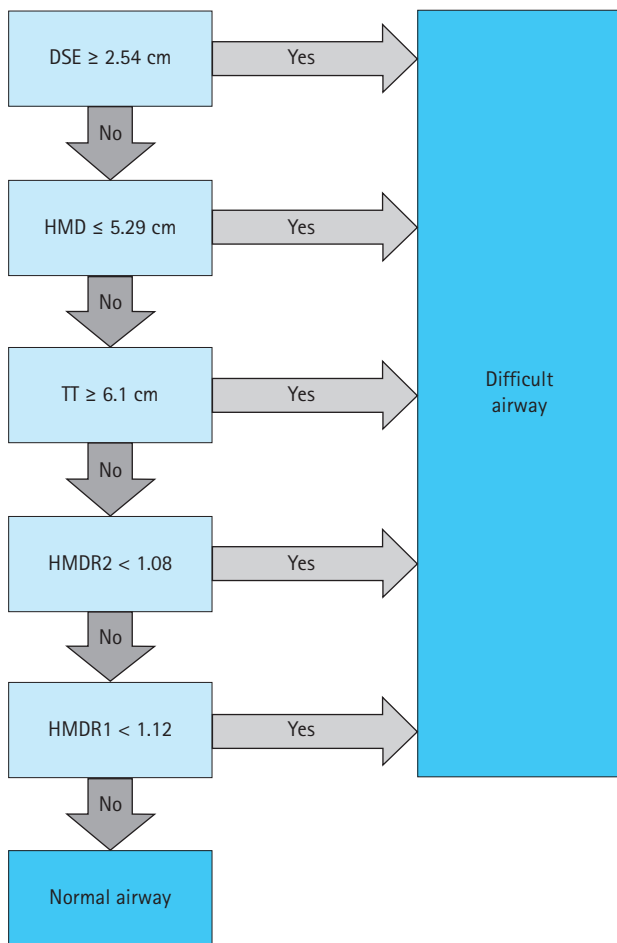 DSE ≥ 2.54 cm
Yes
No
HMD ≤ 5.29 cm
Yes
No
TT ≥ 6.1 cm
Yes
Difficult
airway
No
HMDR2 < 1.08
Yes
No
HMDR1 < 1.12
Yes
No
Normal airway